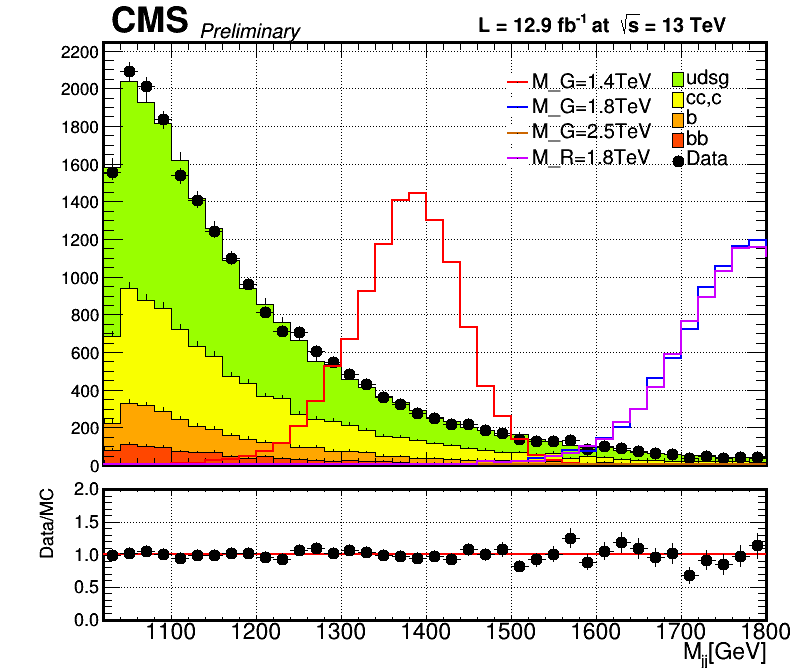 CMS Preliminary L = 12.9 fb⁻¹ at √s = 13 TeV
2200
2000
1800
1600
1400
1200
1000
800
600
400
200
0
M_G=1.4TeV
M_G=1.8TeV
M_G=2.5TeV
M_R=1.8TeV
udsg
cc,c
b
bb
Data
Data/MC
2.0
1.5
1.0
0.5
0.0
1100 1200 1300 1400 1500 1600 1700 1800
M_jj[GeV]